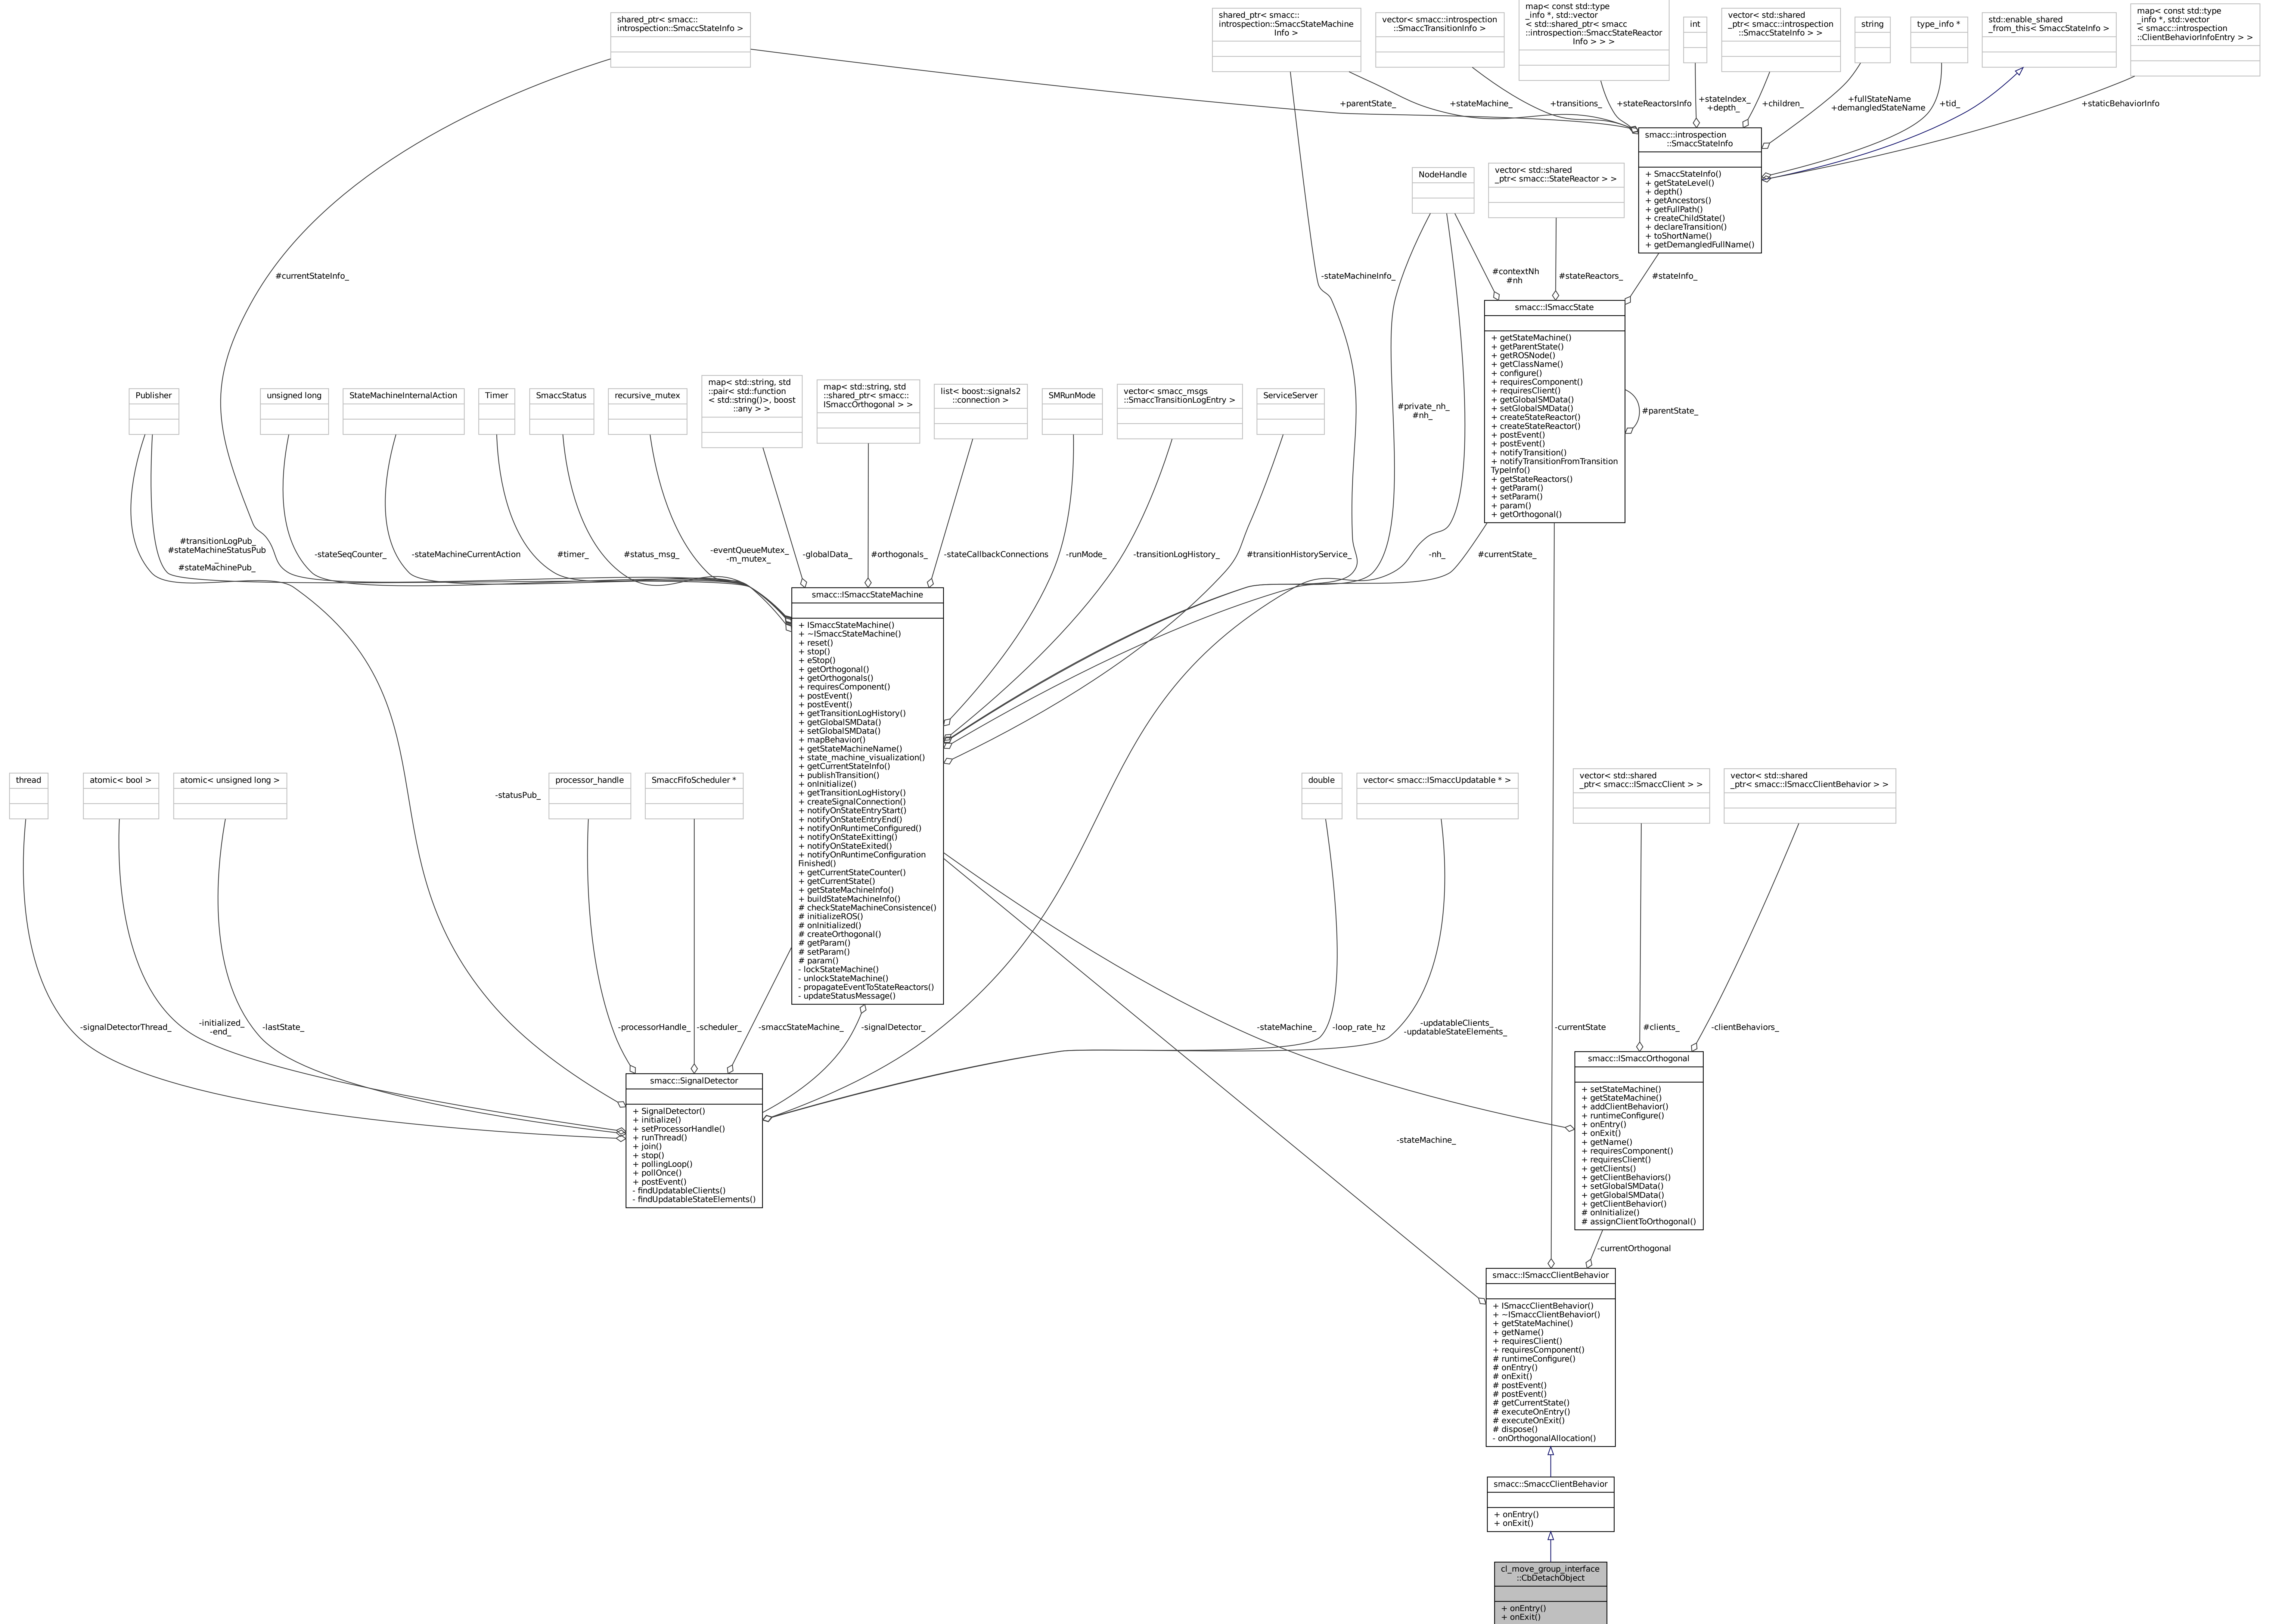 shared_ptr< smacc::
introspection::SmaccStateInfo >
shared_ptr< smacc::
introspection::SmaccStateMachine
Info >
vector< smacc::introspection
::SmaccTransitionInfo >
map< const std::type
_info *, std::vector
< std::shared_ptr< smacc
::introspection::SmaccStateReactor
Info > > >
int
vector< std::shared
_ptr< smacc::introspection
::SmaccStateInfo > >
string
type_info *
std::enable_shared
_from_this< SmaccStateInfo >
map< const std::type
_info *, std::vector
< smacc::introspection
::ClientBehaviorInfoEntry > >
+parentState_
+stateMachine_
+transitions_
+stateReactorsInfo
+stateIndex_
+depth_
+children_
+fullStateName
+demangledStateName
+tid_
+staticBehaviorInfo
smacc::introspection
::SmaccStateInfo
+ SmaccStateInfo()
+ getStateLevel()
+ depth()
+ getAncestors()
+ getFullPath()
+ createChildState()
+ declareTransition()
+ toShortName()
+ getDemangledFullName()
NodeHandle
vector< std::shared
_ptr< smacc::StateReactor > >
#currentStateInfo_
-stateMachineInfo_
#contextNh
#nh
#stateReactors_
#stateInfo_
smacc::ISmaccState
+ getStateMachine()
+ getParentState()
+ getROSNode()
+ getClassName()
+ configure()
+ requiresComponent()
+ requiresClient()
+ getGlobalSMData()
+ setGlobalSMData()
+ createStateReactor()
+ createStateReactor()
+ postEvent()
+ postEvent()
+ notifyTransition()
+ notifyTransitionFromTransition
TypeInfo()
+ getStateReactors()
+ getParam()
+ setParam()
+ param()
+ getOrthogonal()
#parentState_
Publisher
unsigned long
StateMachineInternalAction
Timer
SmaccStatus
recursive_mutex
map< std::string, std
::pair< std::function
< std::string()>, boost
::any > >
map< std::string, std
::shared_ptr< smacc::
ISmaccOrthogonal > >
list< boost::signals2
::connection >
SMRunMode
vector< smacc_msgs
::SmaccTransitionLogEntry >
ServiceServer
#private_nh_
#nh_
#transitionLogPub_
#stateMachineStatusPub
_
#stateMachinePub_
-stateSeqCounter_
-stateMachineCurrentAction
#timer_
#status_msg_
-eventQueueMutex_
-m_mutex_
-globalData_
#orthogonals_
-stateCallbackConnections
-runMode_
-transitionLogHistory_
#transitionHistoryService_
-nh_
#currentState_
smacc::ISmaccStateMachine
+ ISmaccStateMachine()
+ ~ISmaccStateMachine()
+ reset()
+ stop()
+ eStop()
+ getOrthogonal()
+ getOrthogonals()
+ requiresComponent()
+ postEvent()
+ postEvent()
+ getTransitionLogHistory()
+ getGlobalSMData()
+ setGlobalSMData()
+ mapBehavior()
+ getStateMachineName()
+ state_machine_visualization()
+ getCurrentStateInfo()
+ publishTransition()
+ onInitialize()
+ getTransitionLogHistory()
+ createSignalConnection()
+ notifyOnStateEntryStart()
+ notifyOnStateEntryEnd()
+ notifyOnRuntimeConfigured()
+ notifyOnStateExitting()
+ notifyOnStateExited()
+ notifyOnRuntimeConfiguration
Finished()
+ getCurrentStateCounter()
+ getCurrentState()
+ getStateMachineInfo()
+ buildStateMachineInfo()
# checkStateMachineConsistence()
# initializeROS()
# onInitialized()
# createOrthogonal()
# getParam()
# setParam()
# param()
- lockStateMachine()
- unlockStateMachine()
- propagateEventToStateReactors()
- updateStatusMessage()
thread
atomic< bool >
atomic< unsigned long >
-statusPub_
processor_handle
SmaccFifoScheduler *
double
vector< smacc::ISmaccUpdatable * >
vector< std::shared
_ptr< smacc::ISmaccClient > >
vector< std::shared
_ptr< smacc::ISmaccClientBehavior > >
-signalDetectorThread_
-initialized_
-end_
-lastState_
-processorHandle_
-scheduler_
-smaccStateMachine_
-signalDetector_
-stateMachine_
-loop_rate_hz
-updatableClients_
-updatableStateElements_
-currentState
#clients_
-clientBehaviors_
smacc::SignalDetector
+ SignalDetector()
+ initialize()
+ setProcessorHandle()
+ runThread()
+ join()
+ stop()
+ pollingLoop()
+ pollOnce()
+ postEvent()
- findUpdatableClients()
- findUpdatableStateElements()
smacc::ISmaccOrthogonal
+ setStateMachine()
+ getStateMachine()
+ addClientBehavior()
+ runtimeConfigure()
+ onEntry()
+ onExit()
+ getName()
+ requiresComponent()
+ requiresClient()
+ getClients()
+ getClientBehaviors()
+ setGlobalSMData()
+ getGlobalSMData()
+ getClientBehavior()
# onInitialize()
# assignClientToOrthogonal()
-stateMachine_
-currentOrthogonal
smacc::ISmaccClientBehavior
+ ISmaccClientBehavior()
+ ~ISmaccClientBehavior()
+ getStateMachine()
+ getName()
+ requiresClient()
+ requiresComponent()
# runtimeConfigure()
# onEntry()
# onExit()
# postEvent()
# postEvent()
# getCurrentState()
# executeOnEntry()
# executeOnExit()
# dispose()
- onOrthogonalAllocation()
smacc::SmaccClientBehavior
+ onEntry()
+ onExit()
cl_move_group_interface
::CbDetachObject
+ onEntry()
+ onExit()